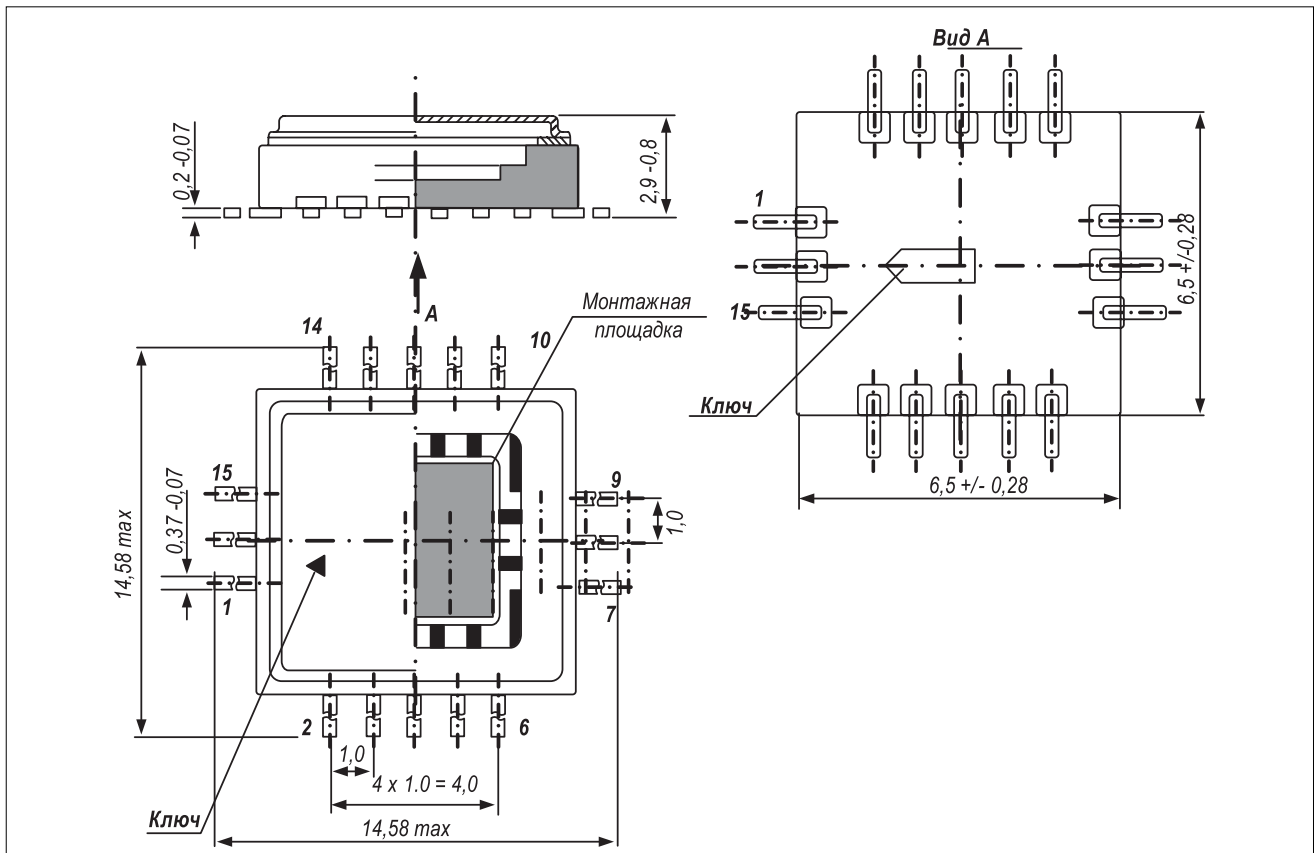 Вид А
0,2 -0,07
2,9 -0,8
1
15
6,5 +/-0,28
Ключ
6,5 +/- 0,28
А
Монтажная
площадка
14
10
15
9
0,37 -0,07
1,0
14,58 max
1
7
2
6
1,0
4 x 1.0 = 4,0
Ключ
14,58 max